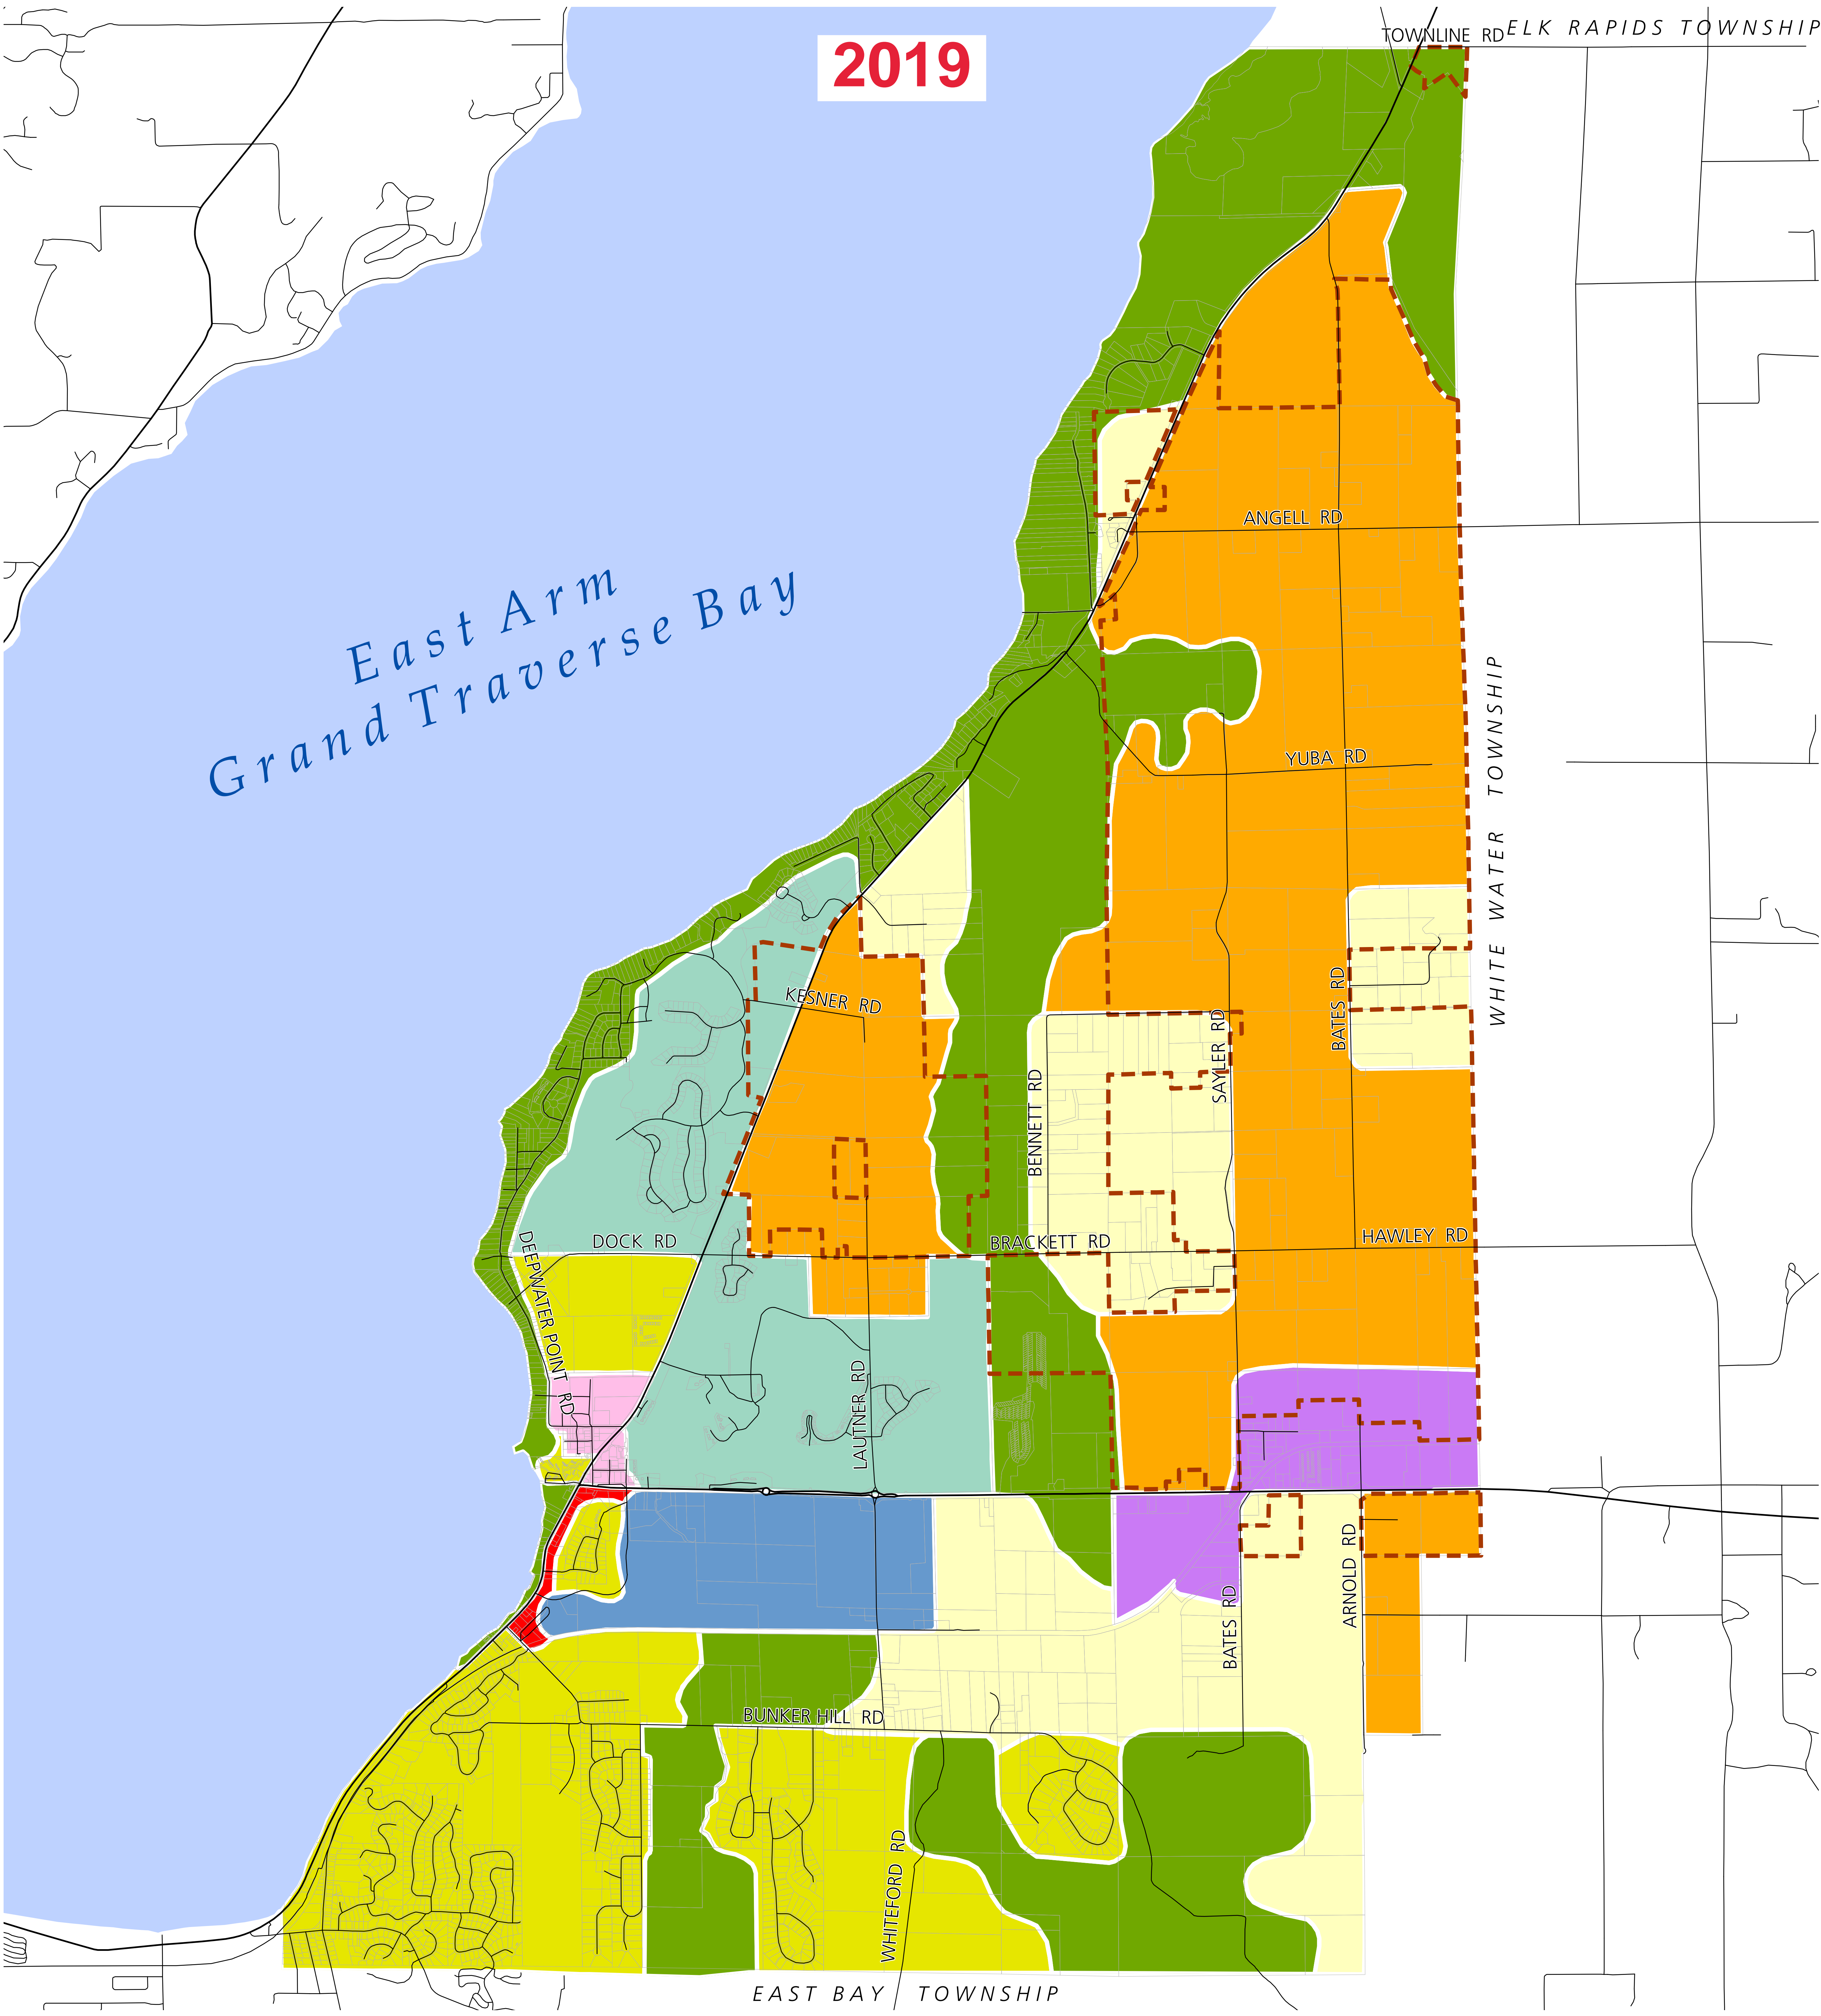 2019
TOWNLINE RD
ELK RAPIDS TOWNSHIP
ANGELL RD
East Arm
Grand Traverse Bay
YUBA RD
WHITE WATER TOWNSHIP
KESNER RD
BATES RD
SAYLER RD
BENNETT RD
DOCK RD
BRACKETT RD
HAWLEY RD
DEEPWATER POINT RD
LAUTNER RD
ARNOLD RD
BATES RD
BUNKER HILL RD
WHITEFORD RD
EAST BAY TOWNSHIP